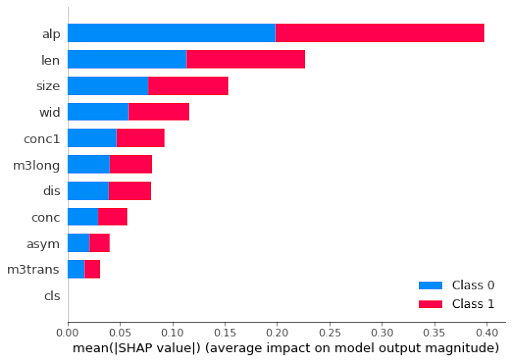 alp
len
size
wid
conc1
m3long
dis
conc
asym
m3trans
cls
Class 0
Class 1
0.00 0.05 0.10 0.15 0.20 0.25 0.30 0.35 0.40
mean(|SHAP value|) (average impact on model output magnitude)